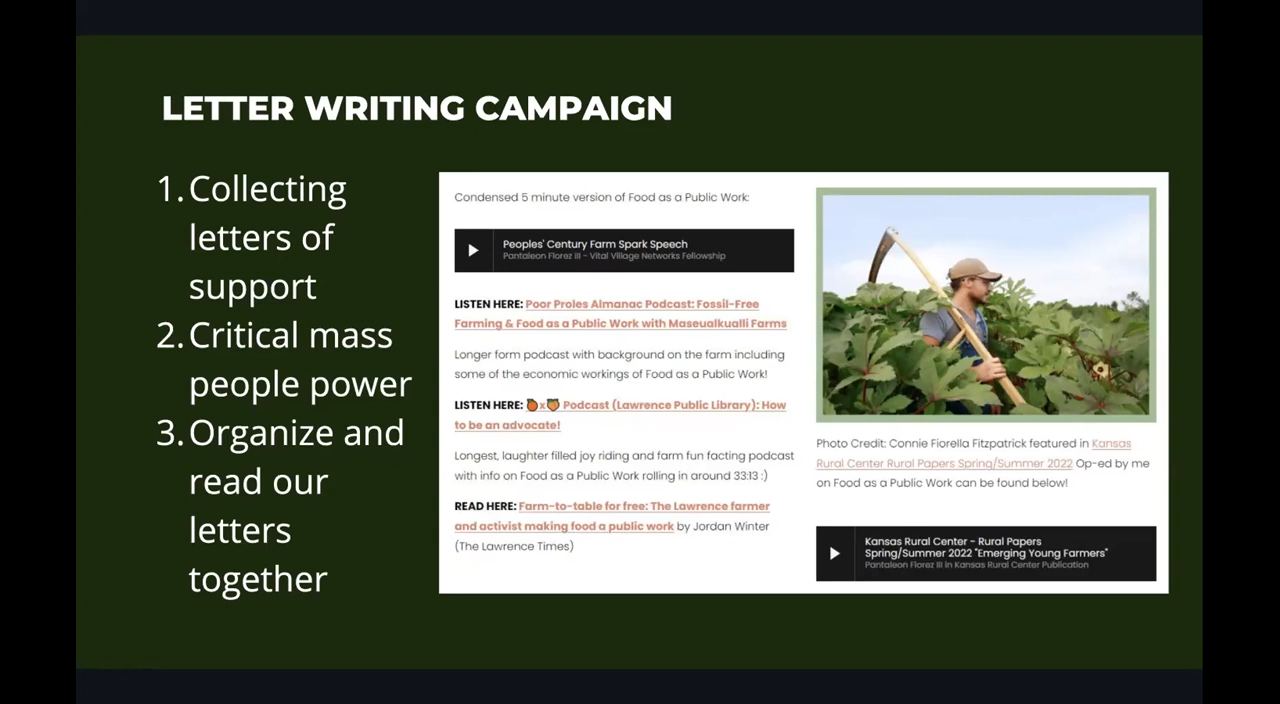 LETTER WRITING CAMPAIGN
1. Collecting
letters of
support
2. Critical mass
people power
3. Organize and
read our
letters
together
Condensed 5 minute version of Food as a Public Work:
Peoples' Century Farm Spark Speech
Pantaleon Florez III - Vital Village Networks Fellowship
LISTEN HERE: Poor Proles Almanac Podcast: Fossil-Free
Farming & Food as a Public Work with Maseualkualli Farms
Longer form podcast with background on the farm including
some of the economic workings of Food as a Public Work!
LISTEN HERE: 🍊x🍑 Podcast (Lawrence Public Library): How
to be an advocate!
Longest, laughter filled joy riding and farm fun facting podcast
with info on Food as a Public Work rolling in around 33:13 :)
READ HERE: Farm-to-table for free: The Lawrence farmer
and activist making food a public work by Jordan Winter
(The Lawrence Times)
Photo Credit: Connie Fiorella Fitzpatrick featured in Kansas
Rural Center Rural Papers Spring/Summer 2022 Op-ed by me
on Food as a Public Work can be found below!
Kansas Rural Center - Rural Papers
Spring/Summer 2022 "Emerging Young Farmers"
Pantaleon Florez III in Kansas Rural Center Publication